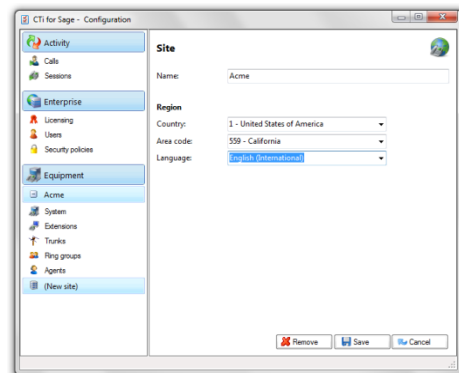 CTi for Sage - Configuration
Activity
Calls
Sessions
Enterprise
Licensing
Users
Security policies
Equipment
Acme
System
Extensions
Trunks
Ring groups
Agents
(New site)
Site
Name: Acme
Region
Country: 1 - United States of America
Area code: 559 - California
Language: English (International)
Remove Save Cancel